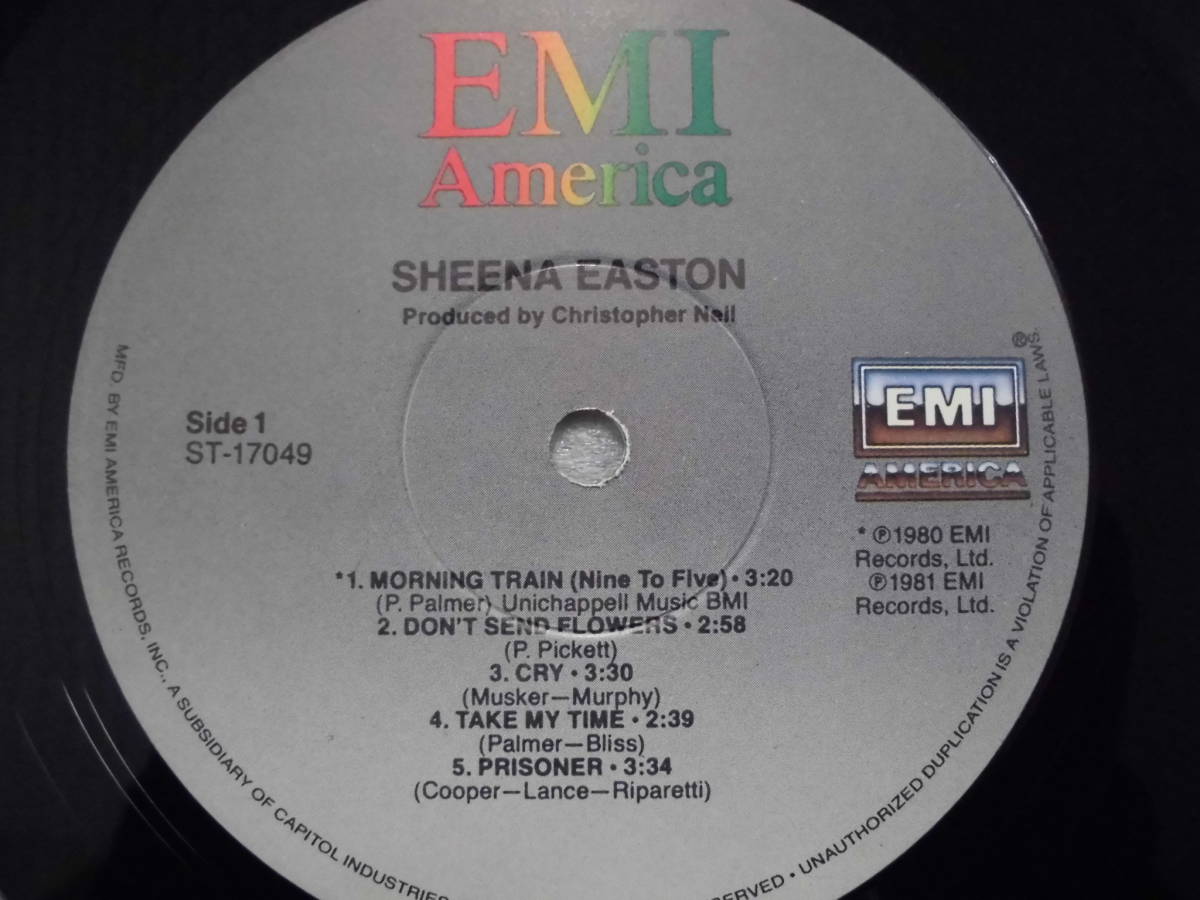 EMI
America
SHEENA EASTON
Produced by Christopher Neil
Side 1
ST-17049
EMI
AMERICA
®
* ℗1980 EMI
Records, Ltd.
℗1981 EMI
Records, Ltd.
*1. MORNING TRAIN (Nine To Five) • 3:20
(P. Palmer) Unichappell Music BMI
2. DON'T SEND FLOWERS • 2:58
(P. Pickett)
3. CRY • 3:30
(Musker—Murphy)
4. TAKE MY TIME • 2:39
(Palmer—Bliss)
5. PRISONER • 3:34
(Cooper—Lance—Riparetti)
MFD. BY EMI AMERICA RECORDS, INC., A SUBSIDIARY OF CAPITOL INDUSTRIES
• UNAUTHORIZED DUPLICATION IS A VIOLATION OF APPLICABLE LAWS.